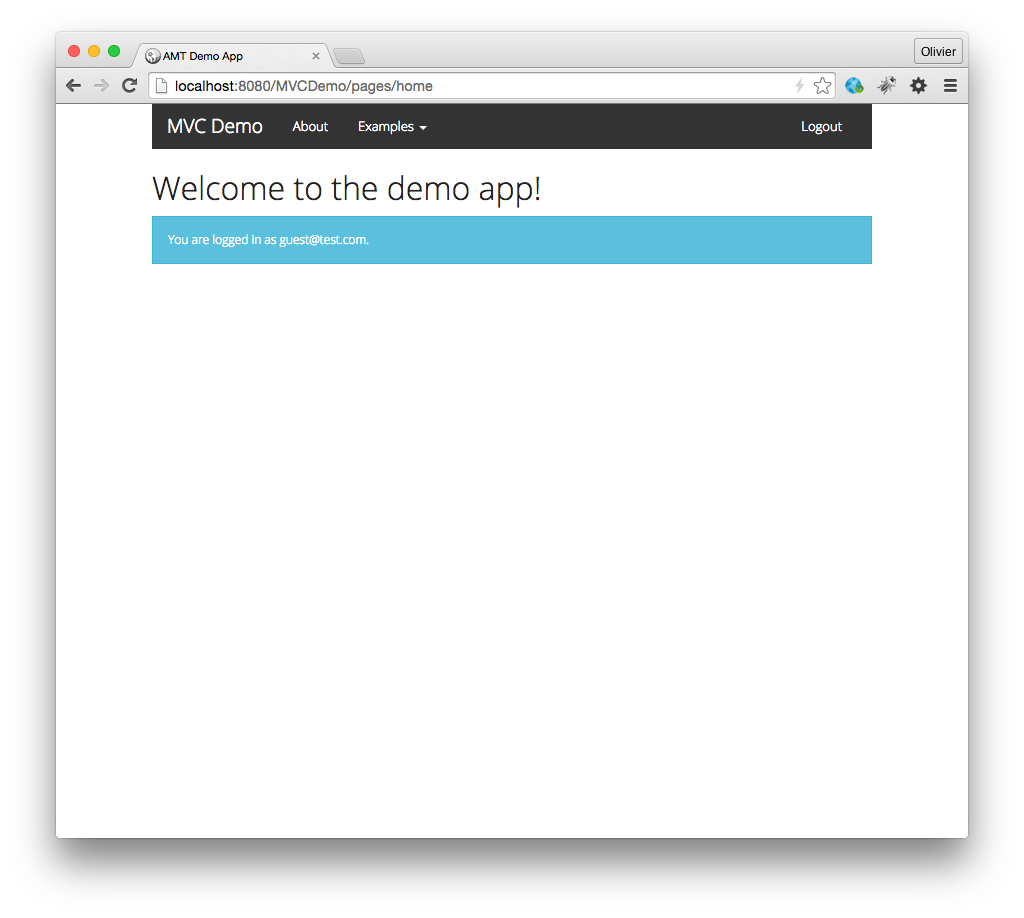 AMT Demo App
Olivier
localhost:8080/MVCDemo/pages/home
MVC Demo About Examples Logout
Welcome to the demo app!
You are logged in as guest@test.com.